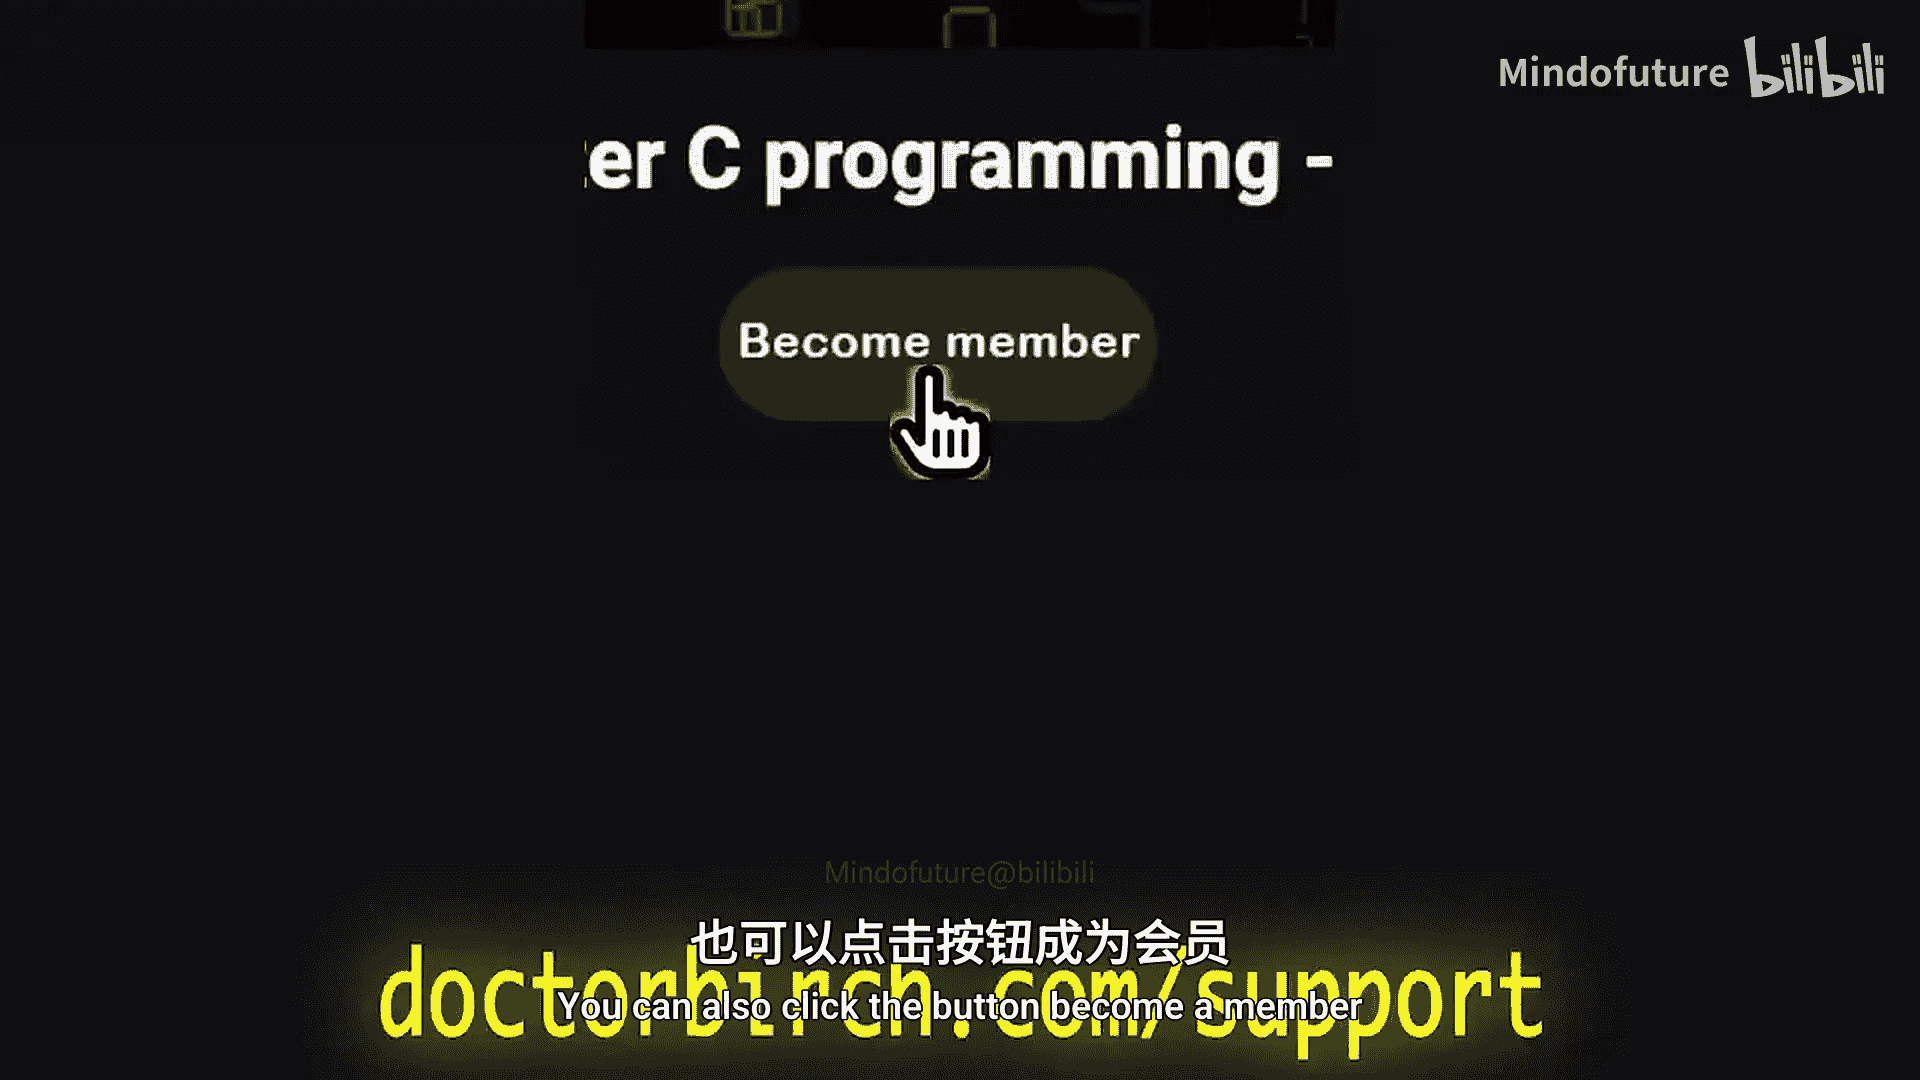 Mindofuture bilibili
er C programming -
Become member
Mindofuture@bilibili
也可以点击按钮成为会员
doctorbirch.com/support
You can also click the button become a member